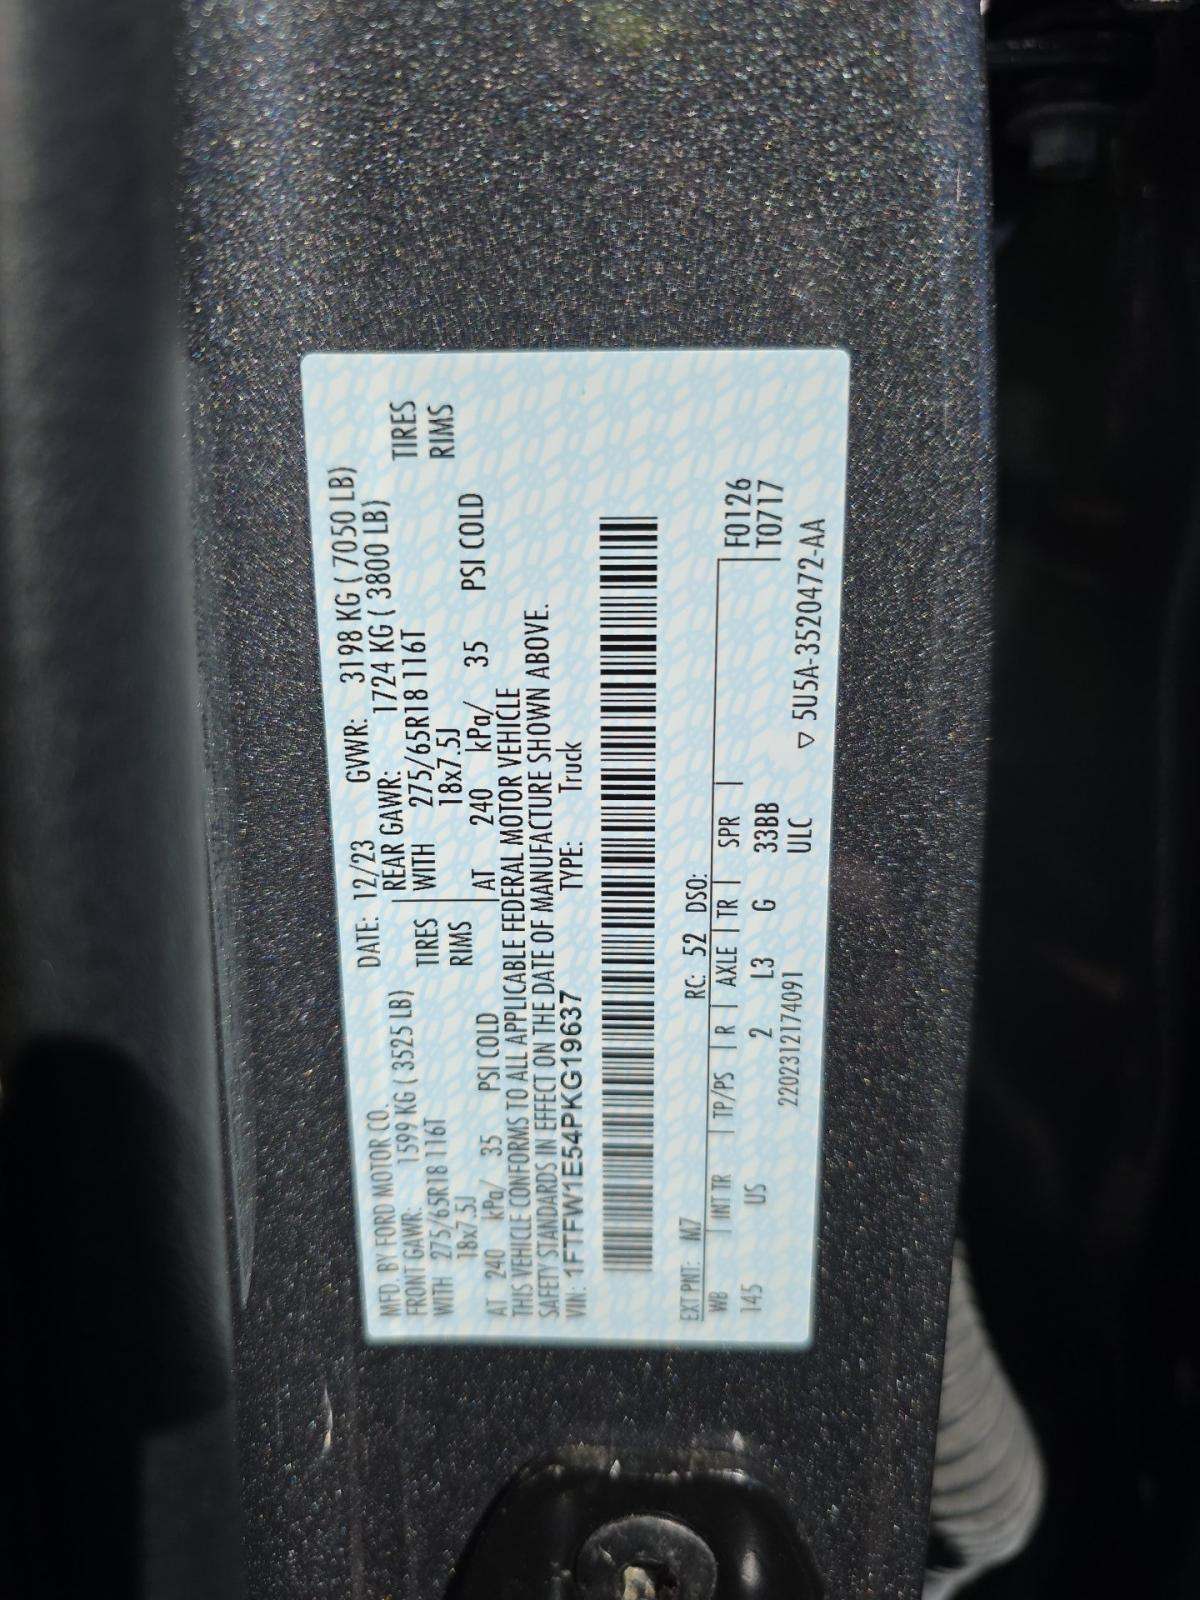 MFD. BY FORD MOTOR CO. DATE: 12/23 GVWR: 3198 KG ( 7050 LB)
FRONT GAWR: 1599 KG ( 3525 LB) REAR GAWR: 1724 KG ( 3800 LB)
WITH 275/65R18 116T TIRES WITH 275/65R18 116T TIRES
18x7.5J RIMS 18x7.5J RIMS
AT 240 kPa/ 35 PSI COLD AT 240 kPa/ 35 PSI COLD
THIS VEHICLE CONFORMS TO ALL APPLICABLE FEDERAL MOTOR VEHICLE
SAFETY STANDARDS IN EFFECT ON THE DATE OF MANUFACTURE SHOWN ABOVE.
VIN: 1FTFW1E54PKG19637 TYPE: Truck
EXT PNT: M7 RC: 52 DSO:
WB INT TR TP/PS R AXLE TR SPR F0126
145 US 2 L3 G 33BB T0717
2202312174091 ULC ▽ 5U5A-3520472-AA